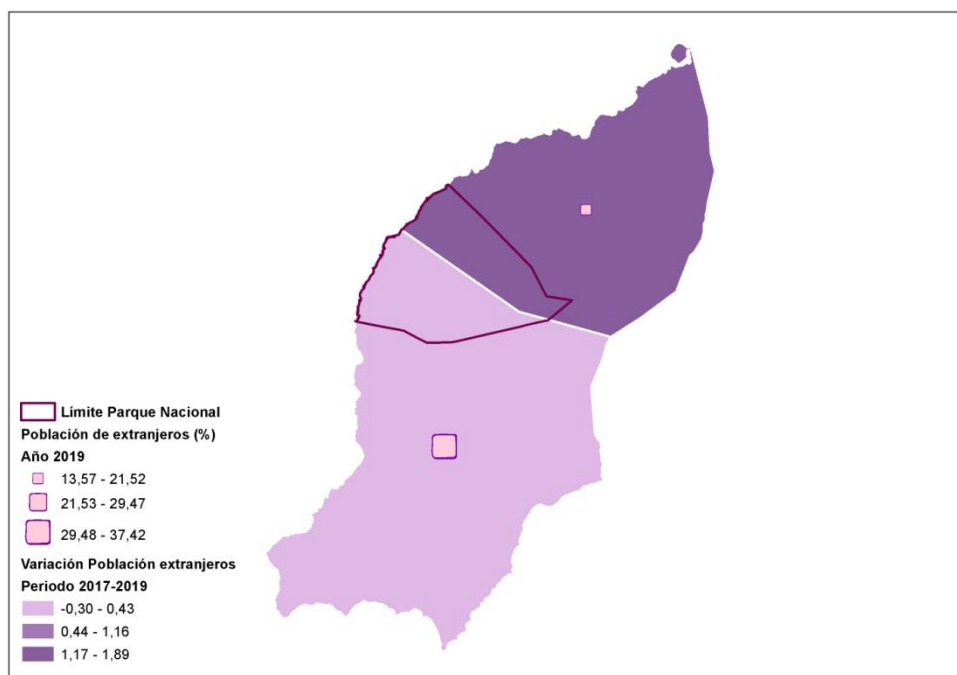 Límite Parque Nacional
Población de extranjeros (%)
Año 2019
13,57 - 21,52
21,53 - 29,47
29,48 - 37,42
Variación Población extranjeros
Periodo 2017-2019
-0,30 - 0,43
0,44 - 1,16
1,17 - 1,89